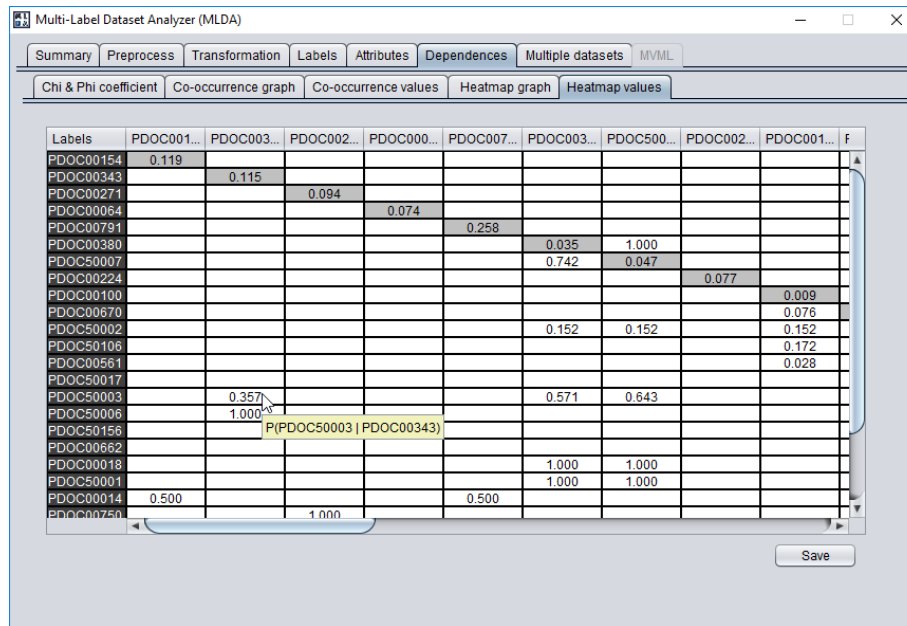 Multi-Label Dataset Analyzer (MLDA)
Summary Preprocess Transformation Labels Attributes Dependences Multiple datasets MVML
Chi & Phi coefficient Co-occurrence graph Co-occurrence values Heatmap graph Heatmap values
Labels PDOC001... PDOC003... PDOC002... PDOC000... PDOC007... PDOC003... PDOC500... PDOC002... PDOC001...
PDOC00154 0.119
PDOC00343 0.115
PDOC00271 0.094
PDOC00064 0.074
PDOC00791 0.258
PDOC00380 0.035 1.000
PDOC50007 0.742 0.047
PDOC00224 0.077
PDOC00100 0.009
PDOC00670 0.076
PDOC50002 0.152 0.152 0.152
PDOC50106 0.172
PDOC00561 0.028
PDOC50017
PDOC50003 0.357 0.571 0.643
PDOC50006 1.000
P(PDOC50003 | PDOC00343)
PDOC50156
PDOC00662
PDOC00018 1.000 1.000
PDOC50001 1.000 1.000
PDOC00014 0.500 0.500
PDOC00750 1.000
Save